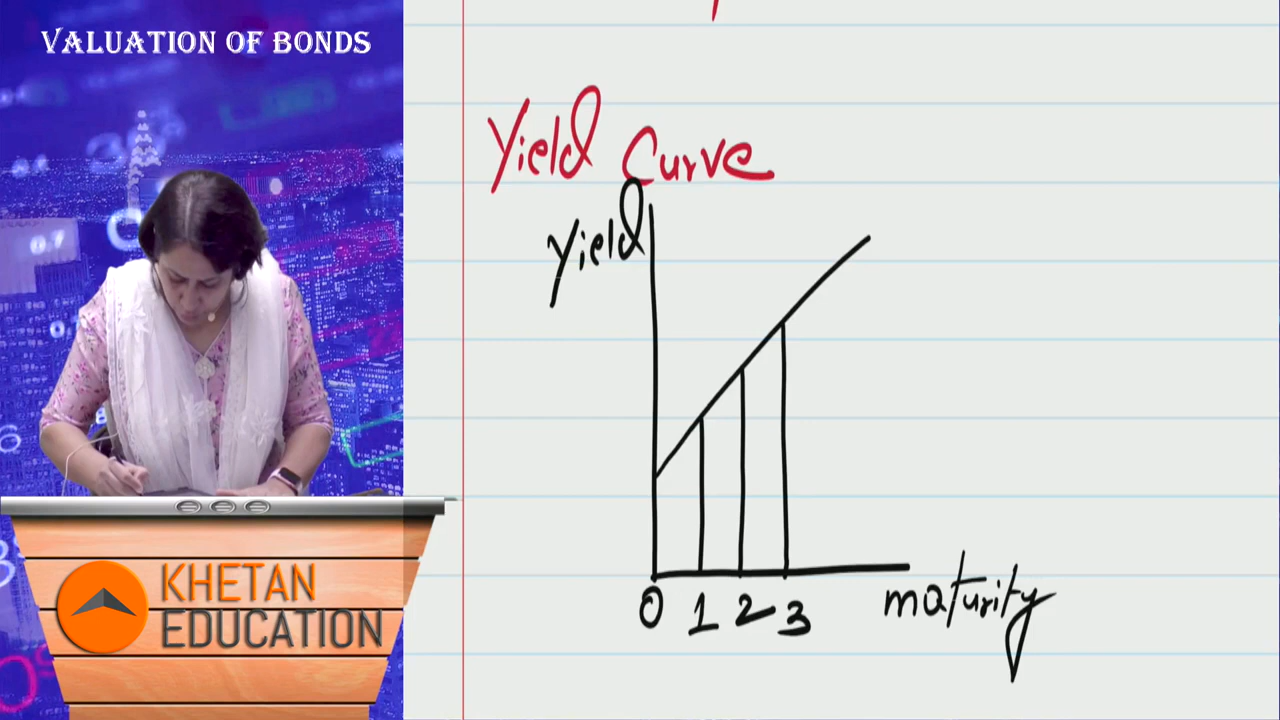 VALUATION OF BONDS
Yield Curve
Yield
0 1 2 3 maturity
KHETAN
EDUCATION